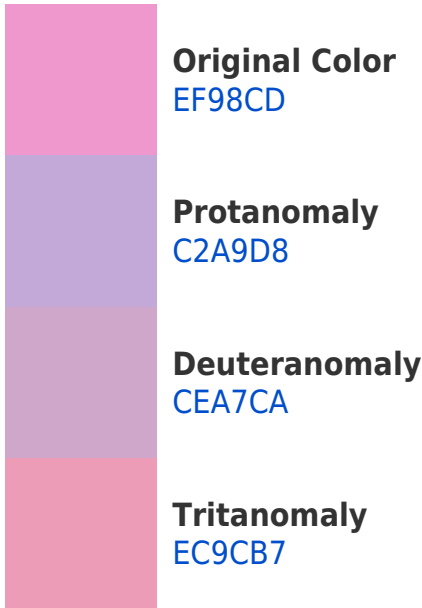 Original Color
EF98CD
Protanomaly
C2A9D8
Deuteranomaly
CEA7CA
Tritanomaly
EC9CB7